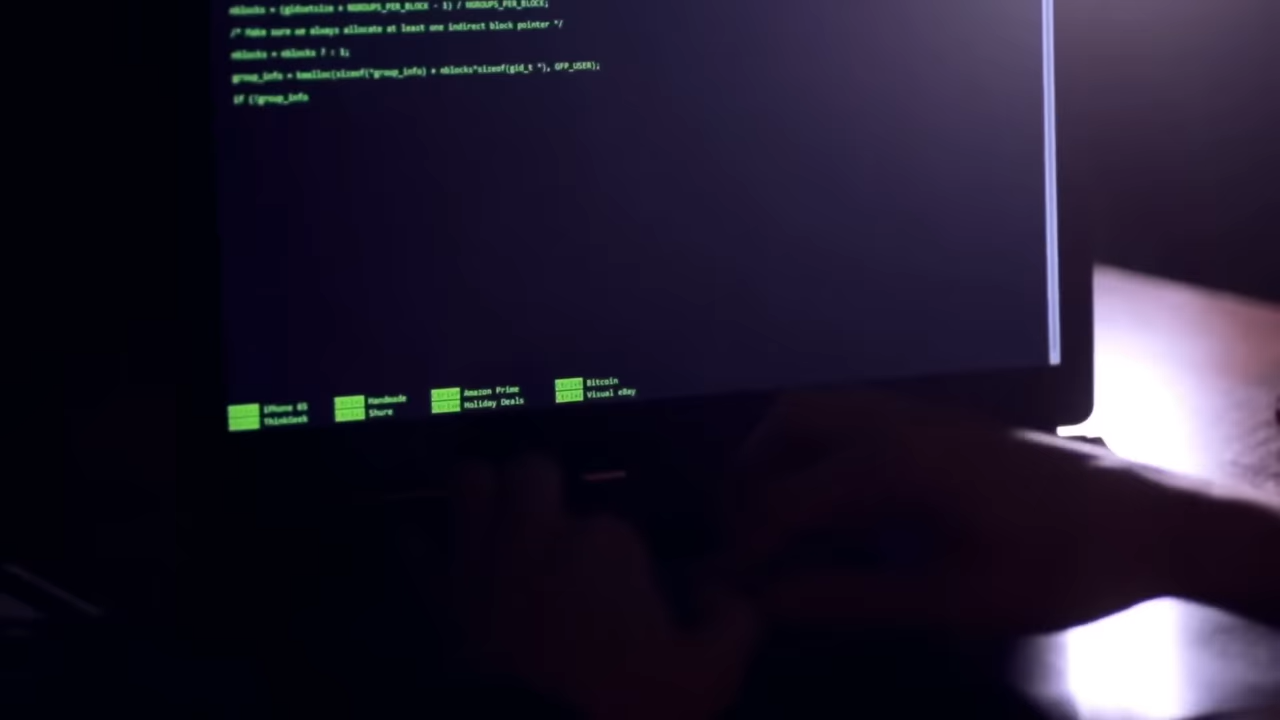 nblocks = (gidsetsize + NGROUPS_PER_BLOCK - 1) / NGROUPS_PER_BLOCK;
/* Make sure we always allocate at least one indirect block pointer */
nblocks = nblocks ? : 1;
group_info = kmalloc(sizeof(*group_info) + nblocks*sizeof(gid_t *), GFP_USER);
if (!group_info
iPhone 6S Handmade Amazon Prime Bitcoin
ThinkGeek Share Holiday Deals Visual eBay